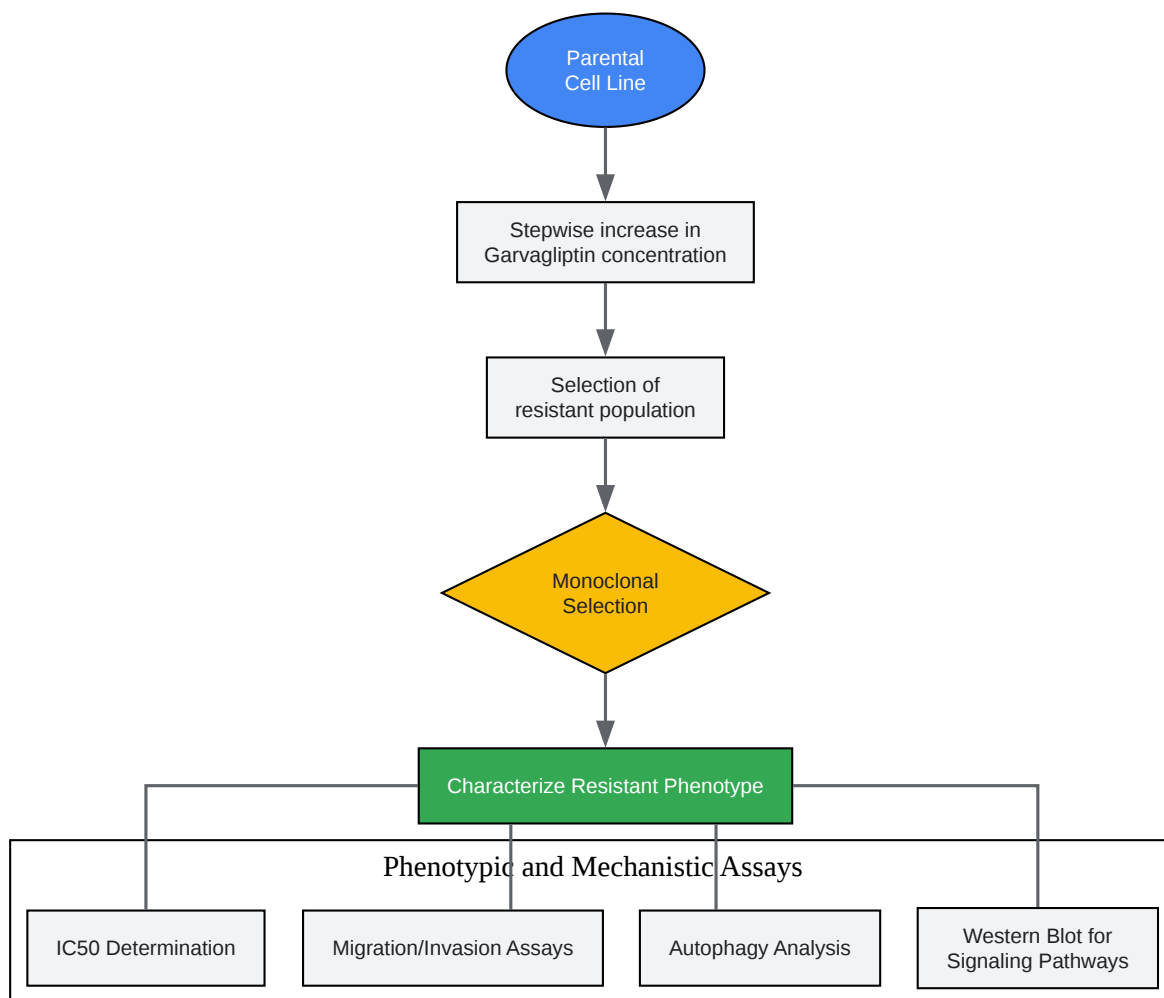 Parental
Cell Line
Stepwise increase in
Garvagliptin concentration
Selection of
resistant population
Monoclonal
Selection
Characterize Resistant Phenotype
Phenotypic and Mechanistic Assays
IC50 Determination
Migration/Invasion Assays
Autophagy Analysis
Western Blot for
Signaling Pathways